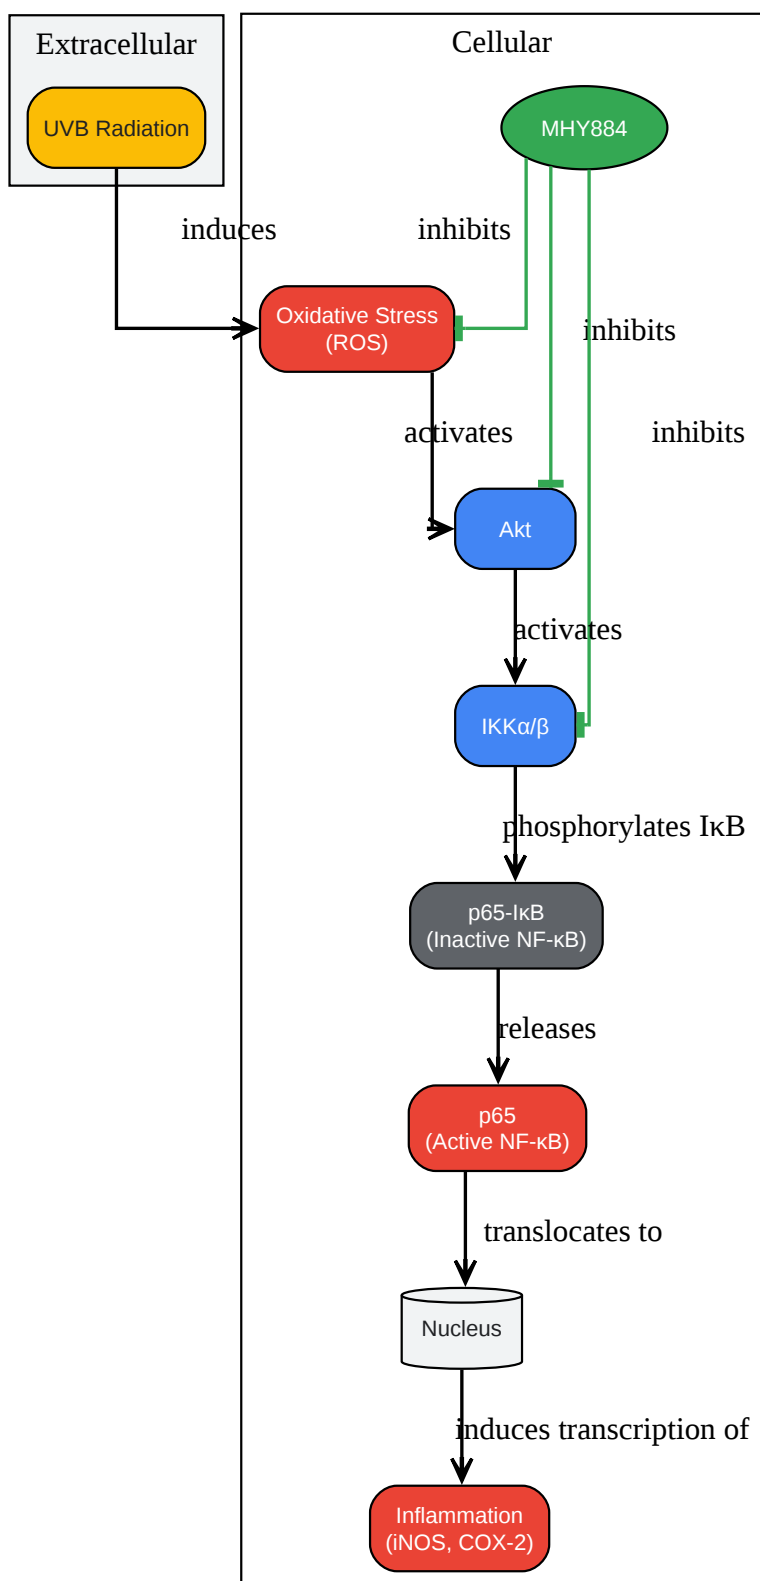 Extracellular
Cellular
UVB Radiation
MHY884
induces
inhibits
Oxidative Stress
(ROS)
inhibits
activates
inhibits
Akt
activates
IKKα/β
phosphorylates IκB
p65-IκB
(Inactive NF-κB)
releases
p65
(Active NF-κB)
translocates to
Nucleus
induces transcription of
Inflammation
(iNOS, COX-2)